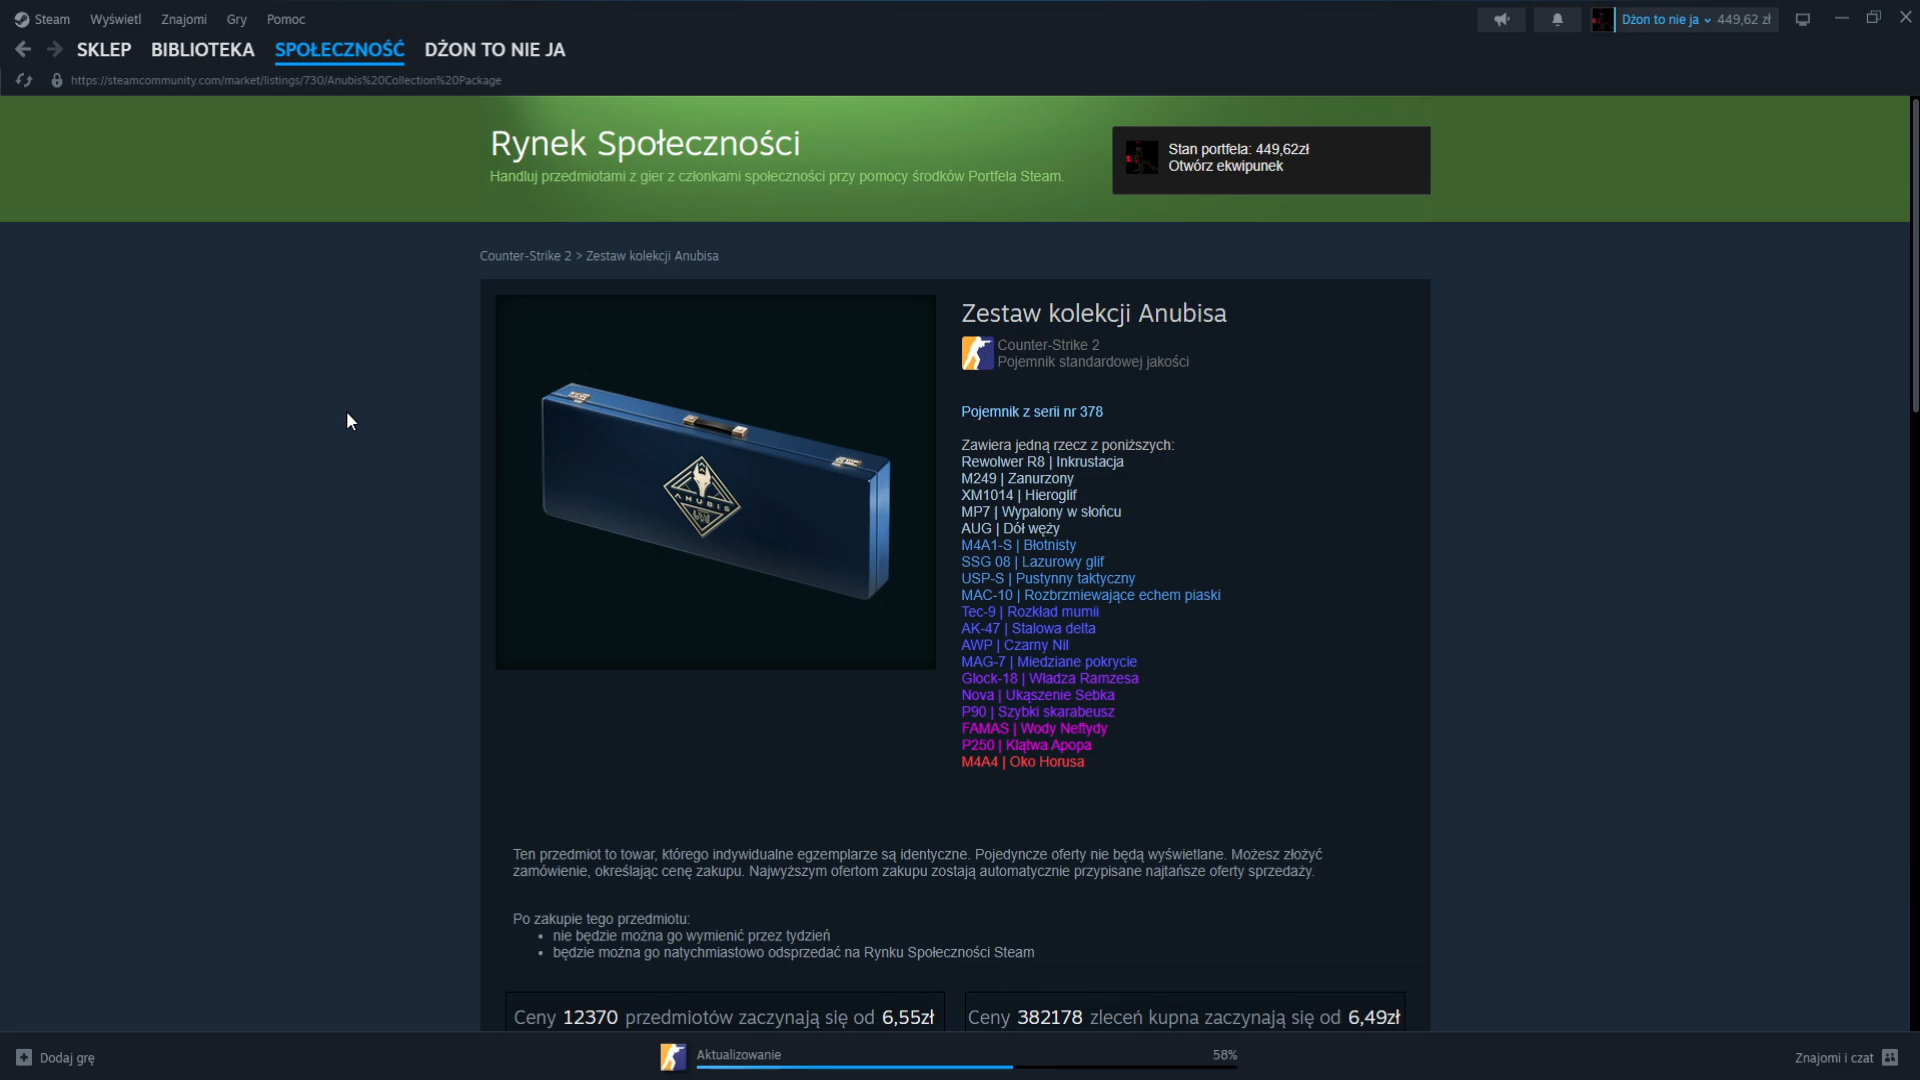 Steam Wyświetl Znajomi Gry Pomoc
Dżon to nie ja 449,62 zł
SKLEP BIBLIOTEKA SPOŁECZNOŚĆ DŻON TO NIE JA
https://steamcommunity.com/market/listings/730/Anubis%20Collection%20Package
Rynek Społeczności
Handluj przedmiotami z gier z członkami społeczności przy pomocy środków Portfela Steam.
Stan portfela: 449,62zł
Otwórz ekwipunek
Counter-Strike 2 > Zestaw kolekcji Anubisa
ANUBIS
Zestaw kolekcji Anubisa
Counter-Strike 2
Pojemnik standardowej jakości
Pojemnik z serii nr 378
Zawiera jedną rzecz z poniższych:
Rewolwer R8 | Inkrustacja
M249 | Zanurzony
XM1014 | Hieroglif
MP7 | Wypalony w słońcu
AUG | Dół węży
M4A1-S | Błotnisty
SSG 08 | Lazurowy glif
USP-S | Pustynny taktyczny
MAC-10 | Rozbrzmiewające echem piaski
Tec-9 | Rozkład mumii
AK-47 | Stalowa delta
AWP | Czarny Nil
MAG-7 | Miedziane pokrycie
Glock-18 | Władza Ramzesa
Nova | Ukąszenie Sebka
P90 | Szybki skarabeusz
FAMAS | Wody Neftydy
P250 | Klątwa Apopa
M4A4 | Oko Horusa
Ten przedmiot to towar, którego indywidualne egzemplarze są identyczne. Pojedyncze oferty nie będą wyświetlane. Możesz złożyć
zamówienie, określając cenę zakupu. Najwyższym ofertom zakupu zostają automatycznie przypisane najtańsze oferty sprzedaży.
Po zakupie tego przedmiotu:
• nie będzie można go wymienić przez tydzień
• będzie można go natychmiastowo odsprzedać na Rynku Społeczności Steam
Ceny 12370 przedmiotów zaczynają się od 6,55zł
Ceny 382178 zleceń kupna zaczynają się od 6,49zł
Dodaj grę
Aktualizowanie 58%
Znajomi i czat